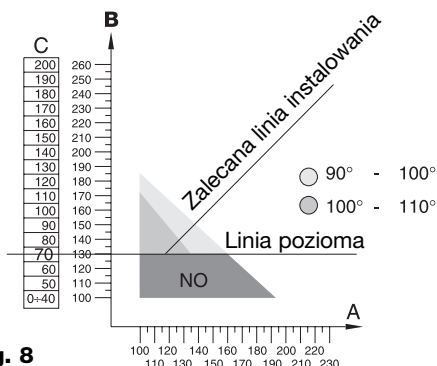 B
C
200 260
190 250
180 240
170 230
160 220
150 210
140 200
130 190
120 180
110 170
100 160
90 150
80 140
70 130
60 120
50 110
0÷40 100
Zalecana linia instalowania
90° - 100°
100° - 110°
Linia pozioma
NO
A
100 120 140 160 180 200 220
110 130 150 170 190 210 230
g. 8